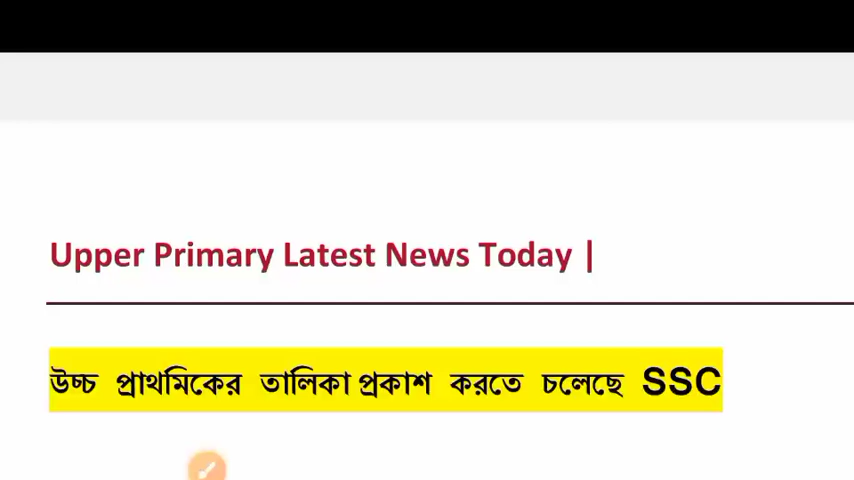 Upper Primary Latest News Today |
উচ্চ প্রাথমিকের তালিকা প্রকাশ করতে চলেছে SSC